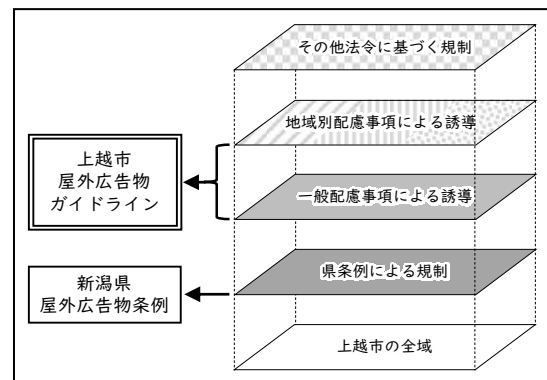 その他法令に基づく規制
地域別配慮事項による誘導
上越市
屋外広告物
ガイドライン
一般配慮事項による誘導
県条例による規制
新潟県
屋外広告物条例
上越市の全域